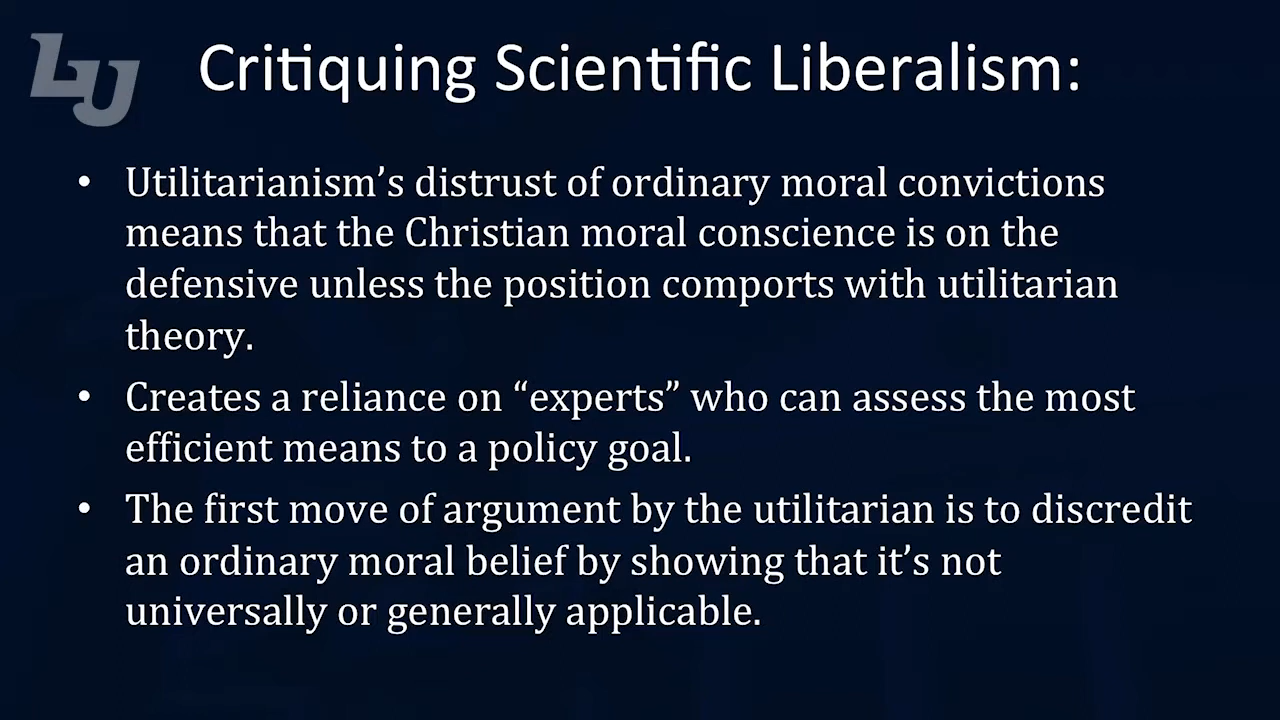 LU
Critiquing Scientific Liberalism:
• Utilitarianism’s distrust of ordinary moral convictions
means that the Christian moral conscience is on the
defensive unless the position comports with utilitarian
theory.
• Creates a reliance on “experts” who can assess the most
efficient means to a policy goal.
• The first move of argument by the utilitarian is to discredit
an ordinary moral belief by showing that it’s not
universally or generally applicable.